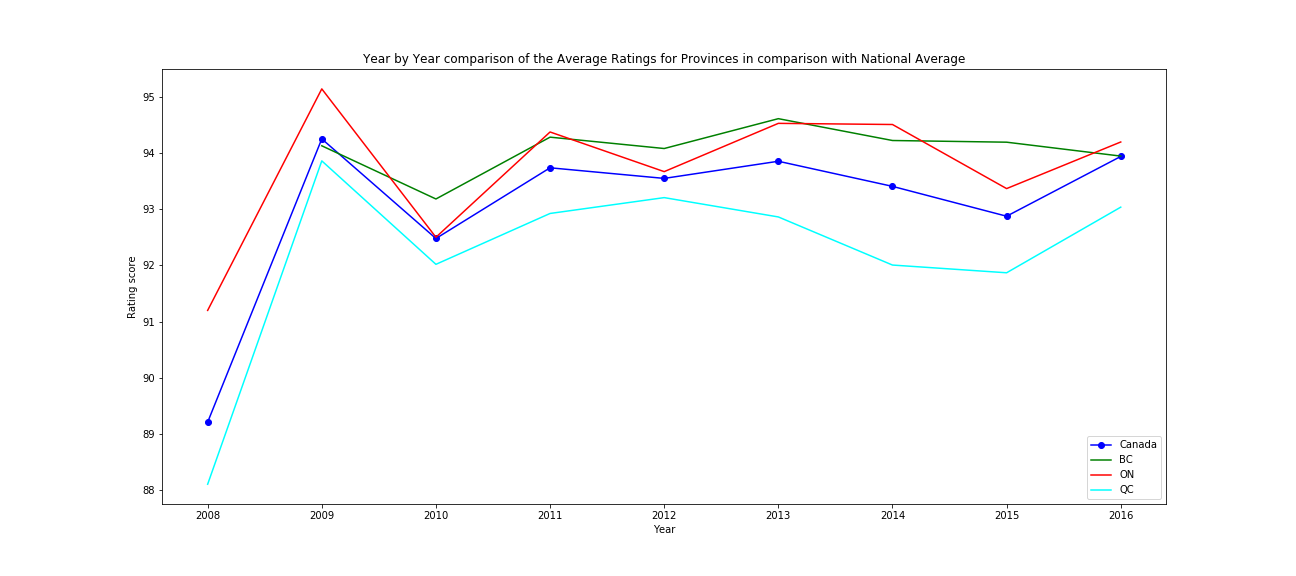 Year by Year comparison of the Average Ratings for Provinces in comparison with National Average
95
94
93
92
91
90
89
88
Rating score
2008 2009 2010 2011 2012 2013 2014 2015 2016
Year
Canada
BC
ON
QC